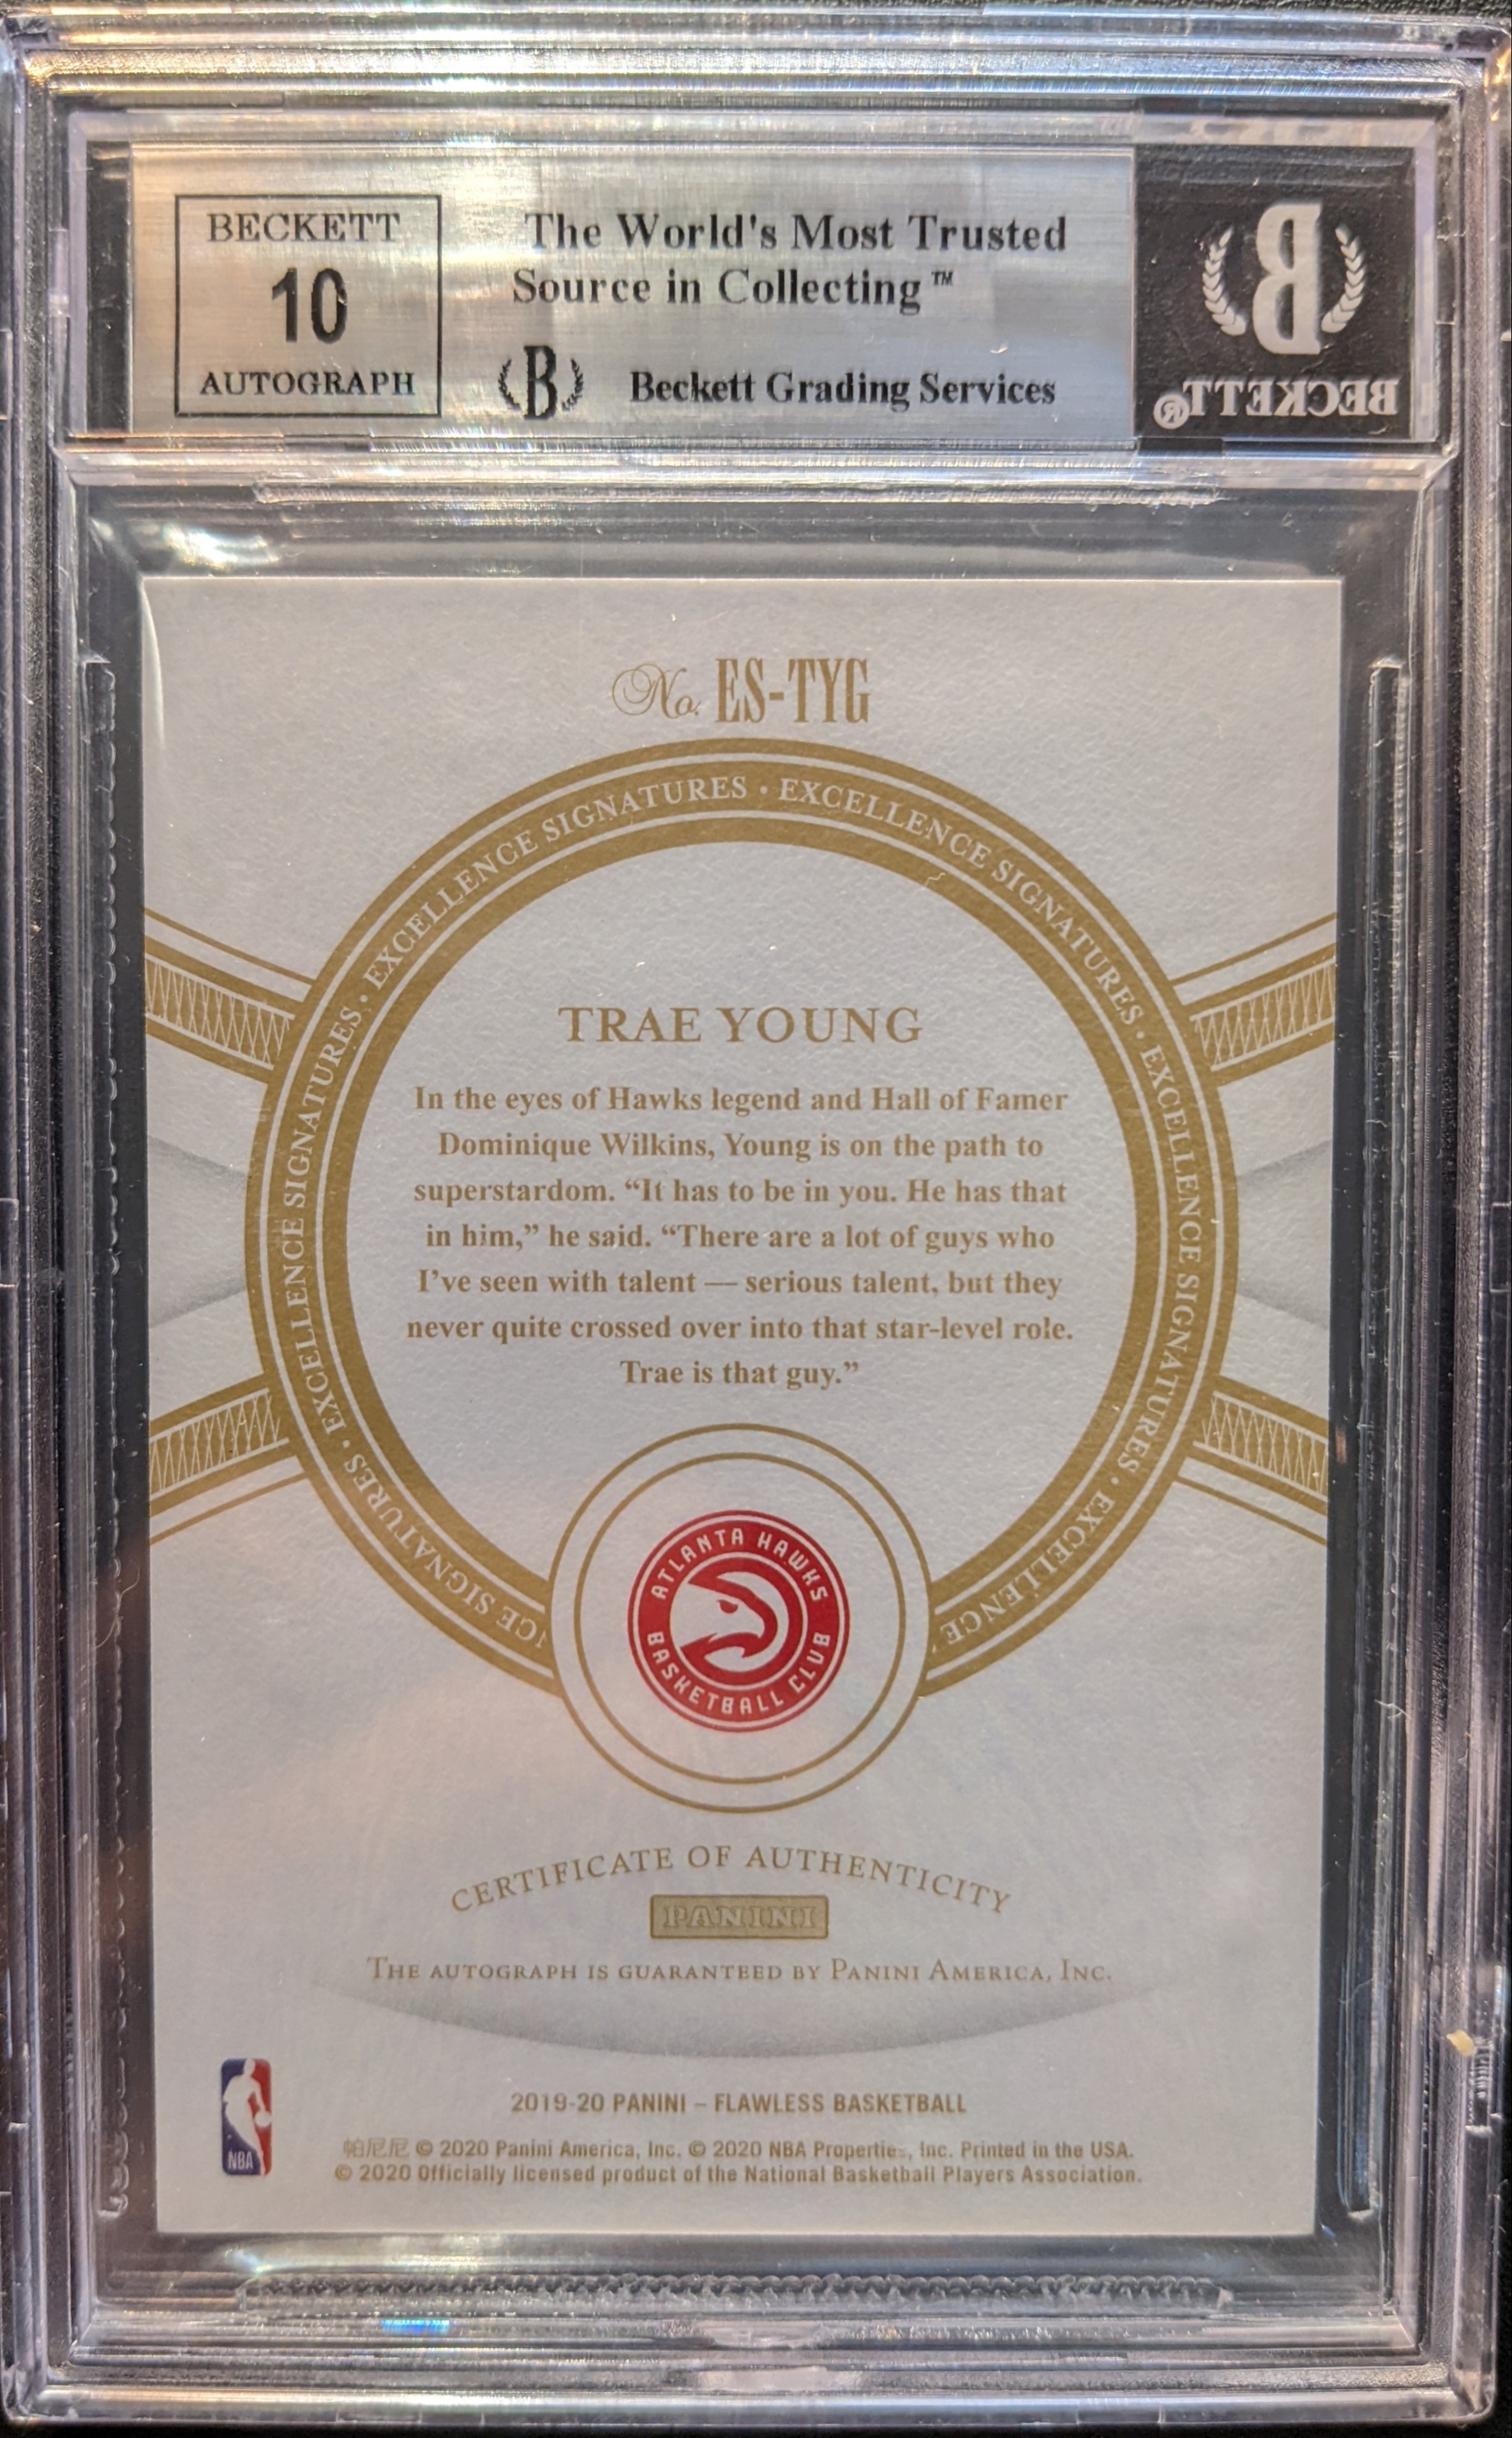 BECKETT
10
AUTOGRAPH
The World's Most Trusted
Source in Collecting™
B
Beckett Grading Services
B
BECKETT®
No. ES-TYG
EXCELLENCE SIGNATURES • EXCELLENCE SIGNATURES • EXCELLENCE SIGNATURES • EXCELLENCE SIGNATURES • EXCELLENCE
CE SIGNATURES • EXCELLENCE SIGNATURES
TRAE YOUNG
In the eyes of Hawks legend and Hall of Famer
Dominique Wilkins, Young is on the path to
superstardom. “It has to be in you. He has that
in him,” he said. “There are a lot of guys who
I’ve seen with talent — serious talent, but they
never quite crossed over into that star-level role.
Trae is that guy.”
ATLANTA HAWKS
BASKETBALL CLUB
CERTIFICATE OF AUTHENTICITY
PANINI
THE AUTOGRAPH IS GUARANTEED BY PANINI AMERICA, INC.
NBA
2019-20 PANINI – FLAWLESS BASKETBALL
帕尼尼 © 2020 Panini America, Inc. © 2020 NBA Properties, Inc. Printed in the USA.
© 2020 Officially licensed product of the National Basketball Players Association.